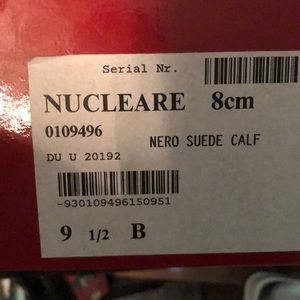 Serial Nr.
NUCLEARE 8cm
0109496
NERO SUEDE CALF
DU U 20192
-930109496150951
9 1/2 B